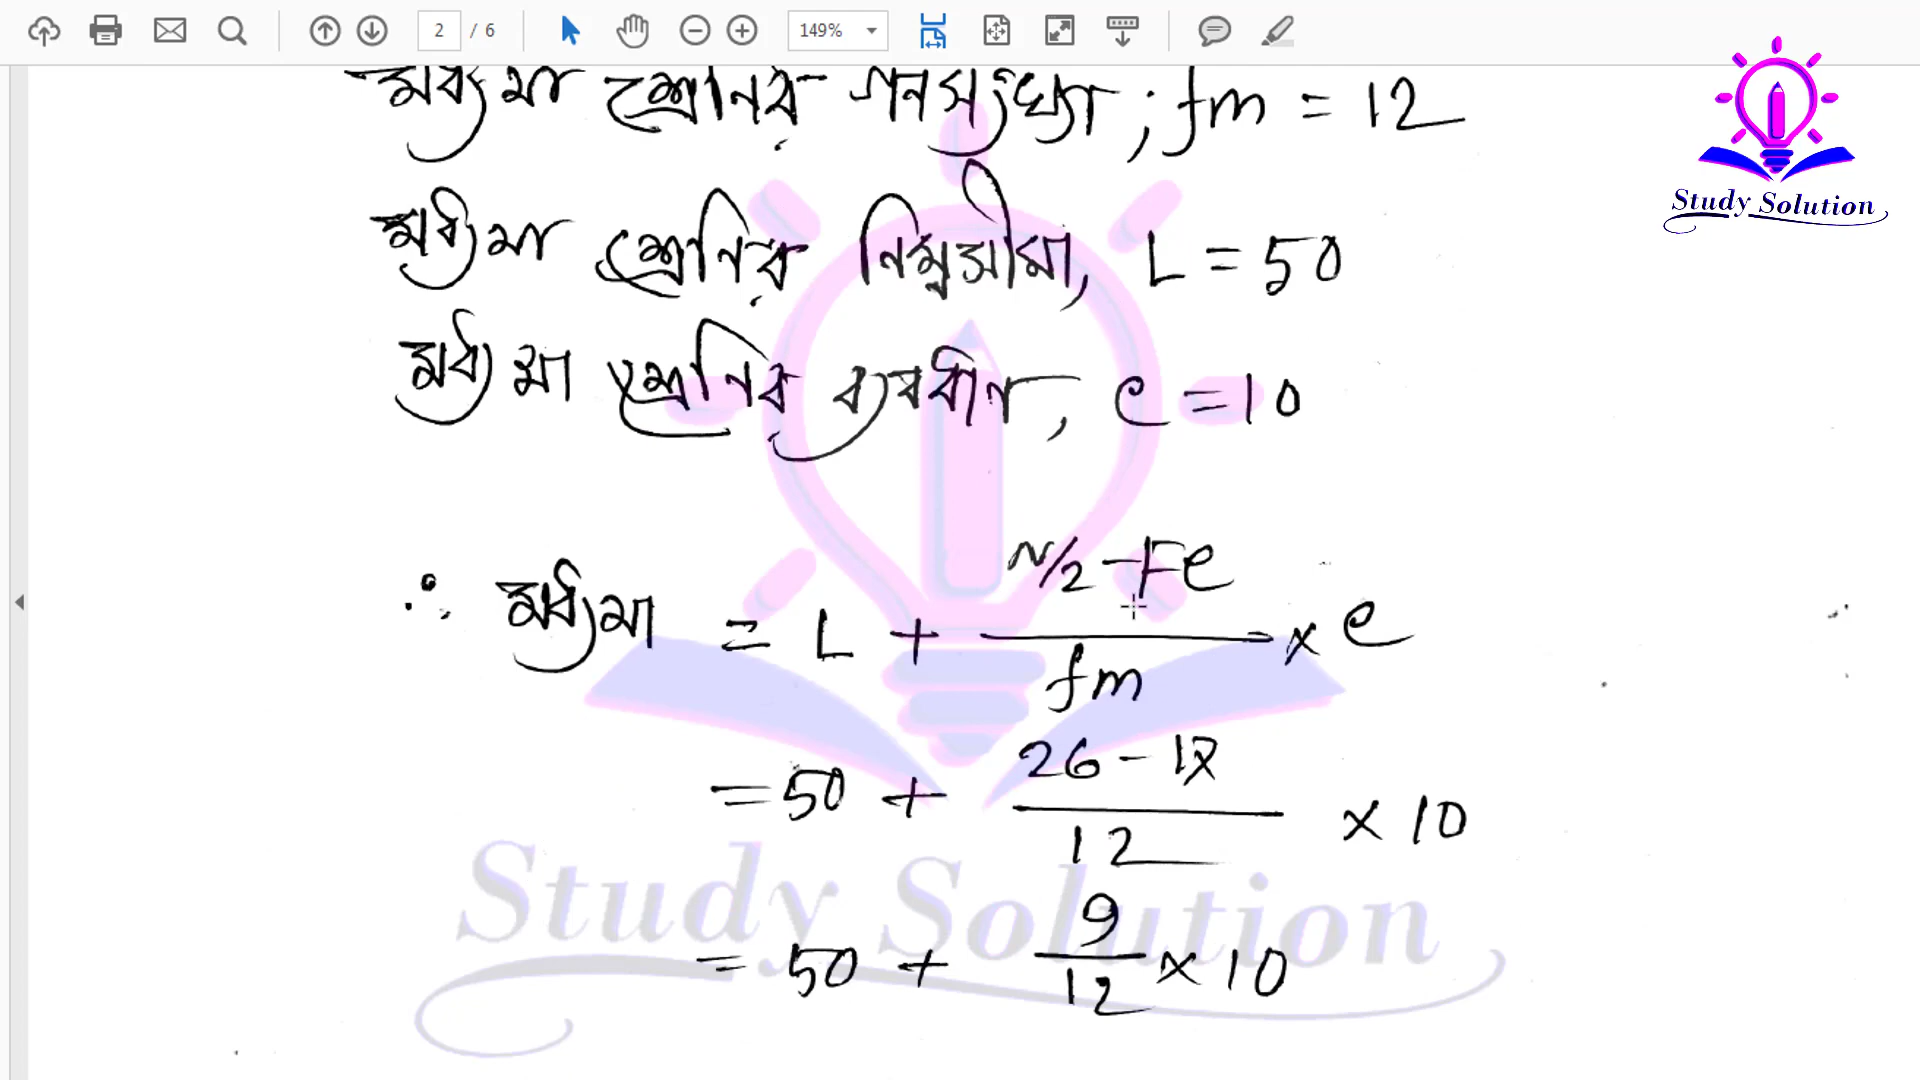 2 / 6 149%
মধ্যমা শ্রেণির গনসংখ্যা ; fm = 12
Study Solution
মধ্যমা শ্রেণির নিম্নসীমা, L = 50
মধ্যমা শ্রেণির ব্যবধান, c = 10
∴ মধ্যমা = L + (N/2 - Fc) / fm × c
= 50 + (26 - 17) / 12 × 10
Study Solution
= 50 + 9/12 × 10